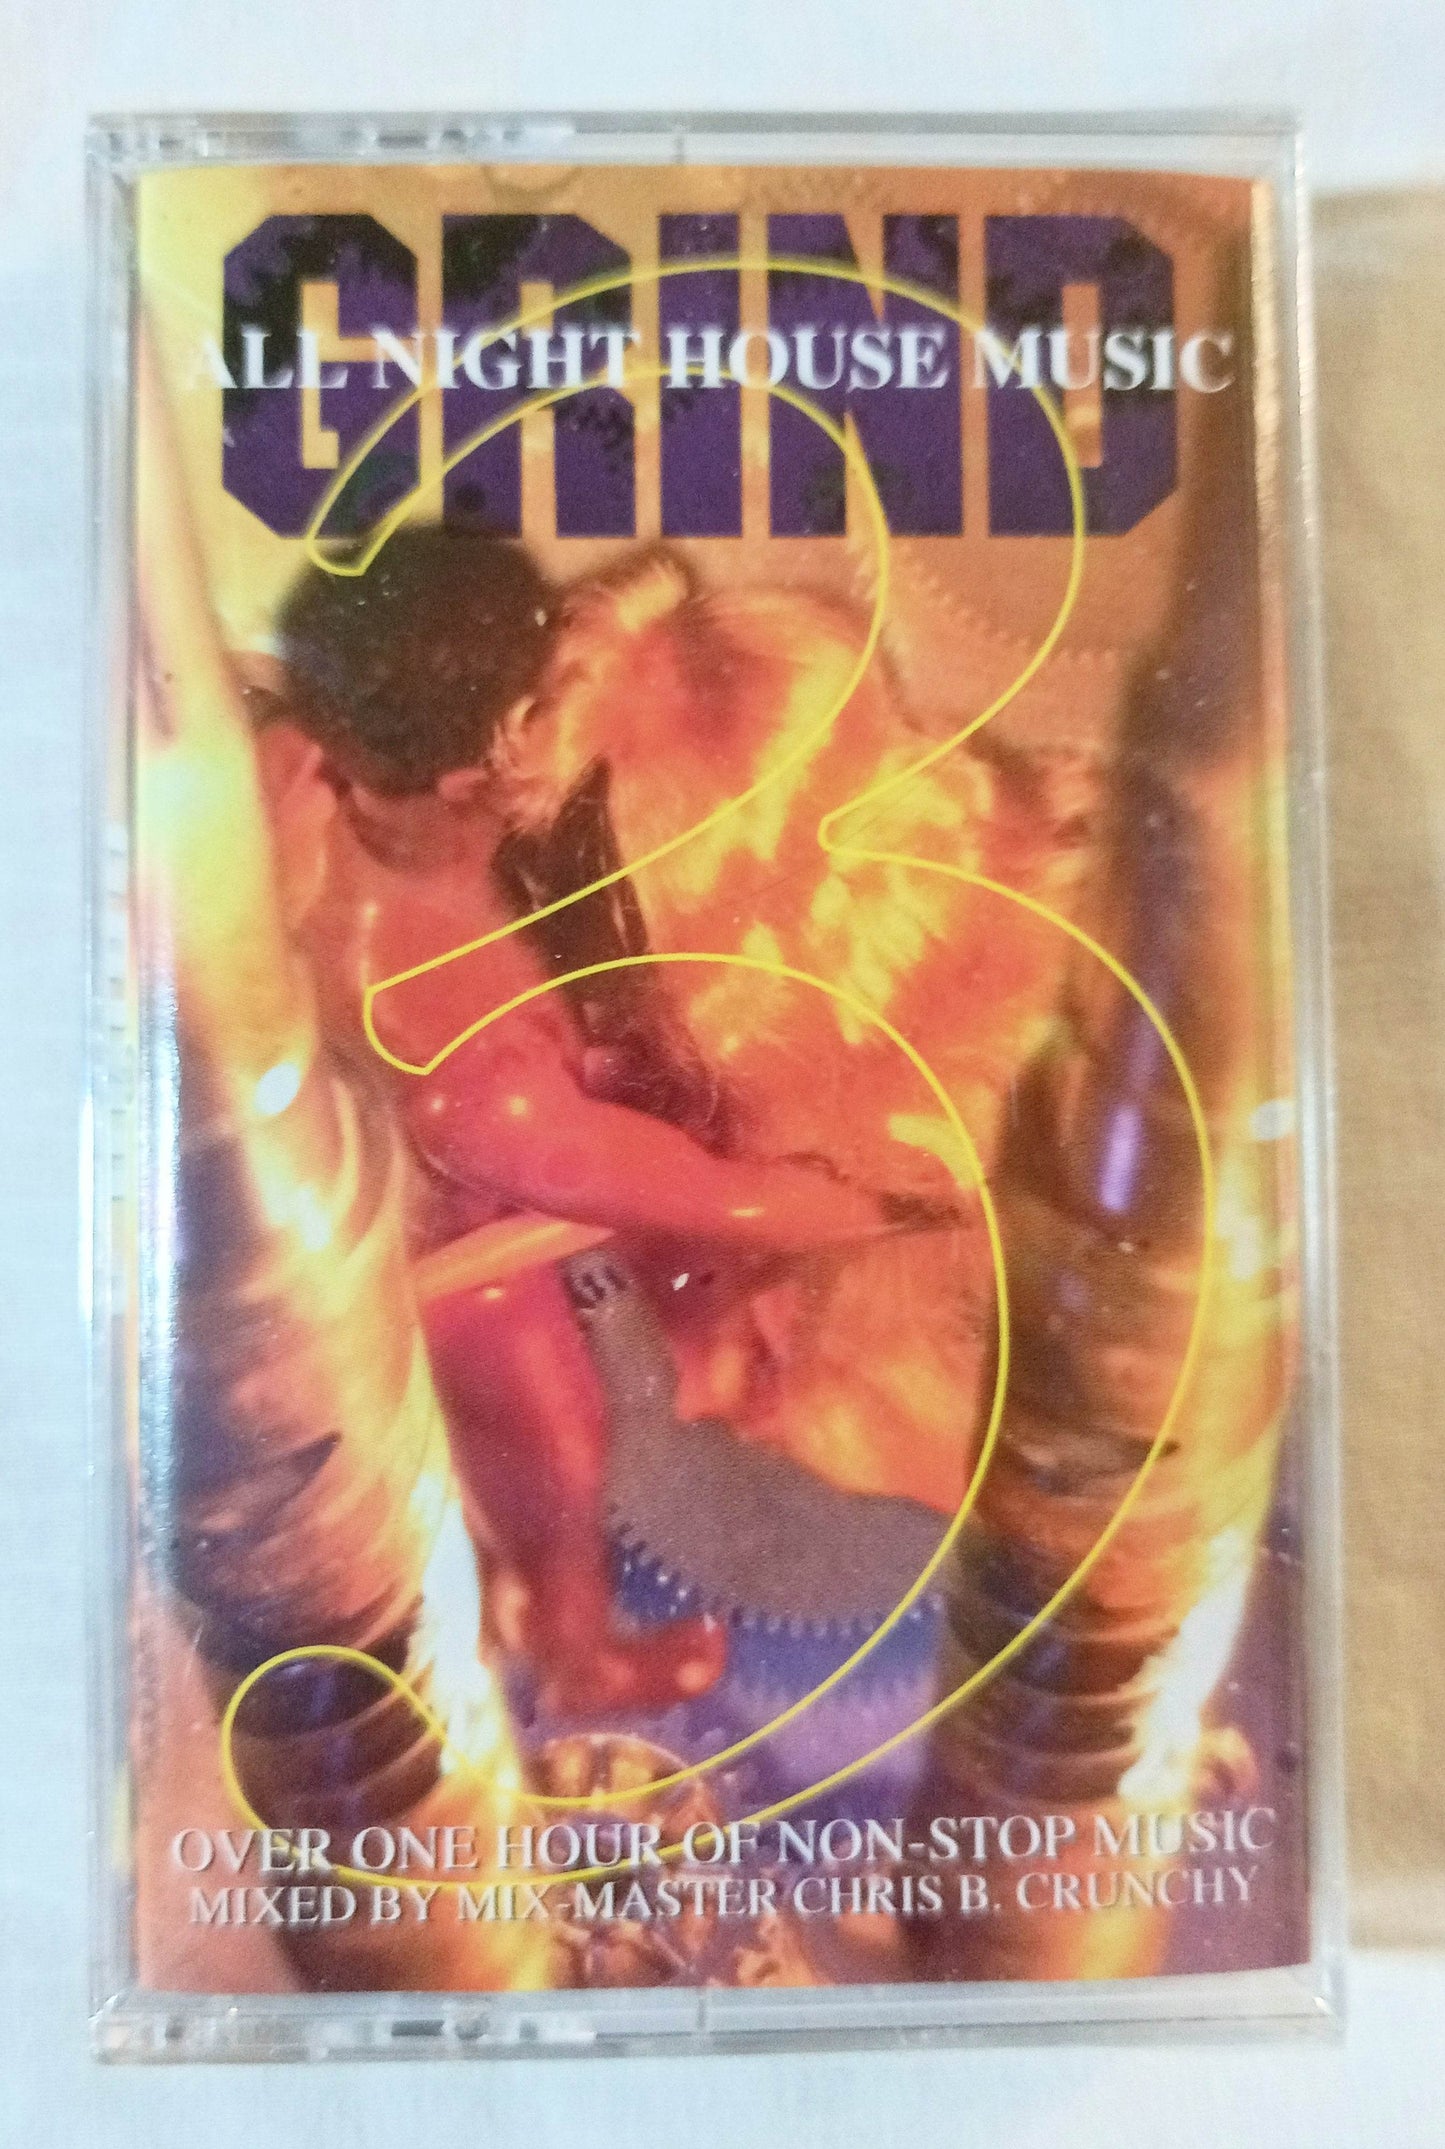 GRIND
ALL NIGHT HOUSE MUSIC
3
OVER ONE HOUR OF NON-STOP MUSIC
MIXED BY MIX-MASTER CHRIS B. CRUNCHY